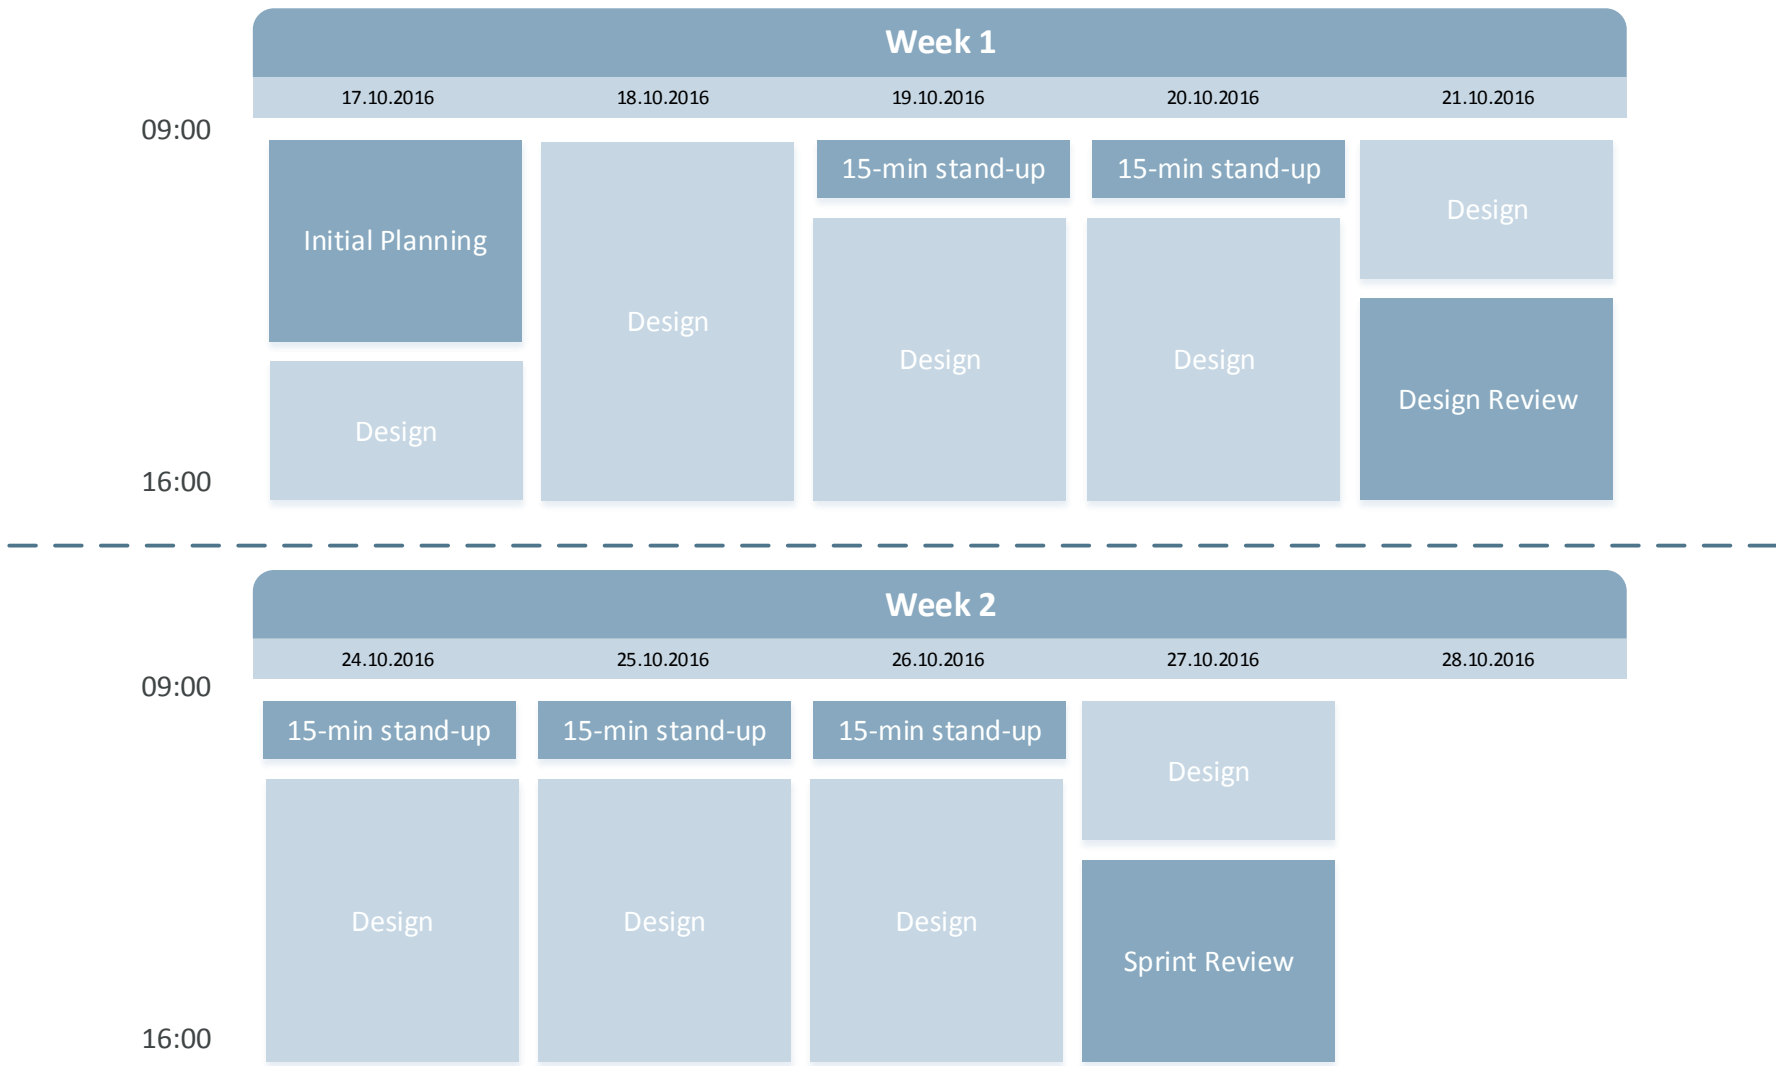 Week 1
17.10.2016 18.10.2016 19.10.2016 20.10.2016 21.10.2016
09:00
15-min stand-up 15-min stand-up
Design
Initial Planning
Design
Design Design
Design Review
Design
16:00
Week 2
24.10.2016 25.10.2016 26.10.2016 27.10.2016 28.10.2016
09:00
15-min stand-up 15-min stand-up 15-min stand-up
Design
Design Design Design
Sprint Review
16:00